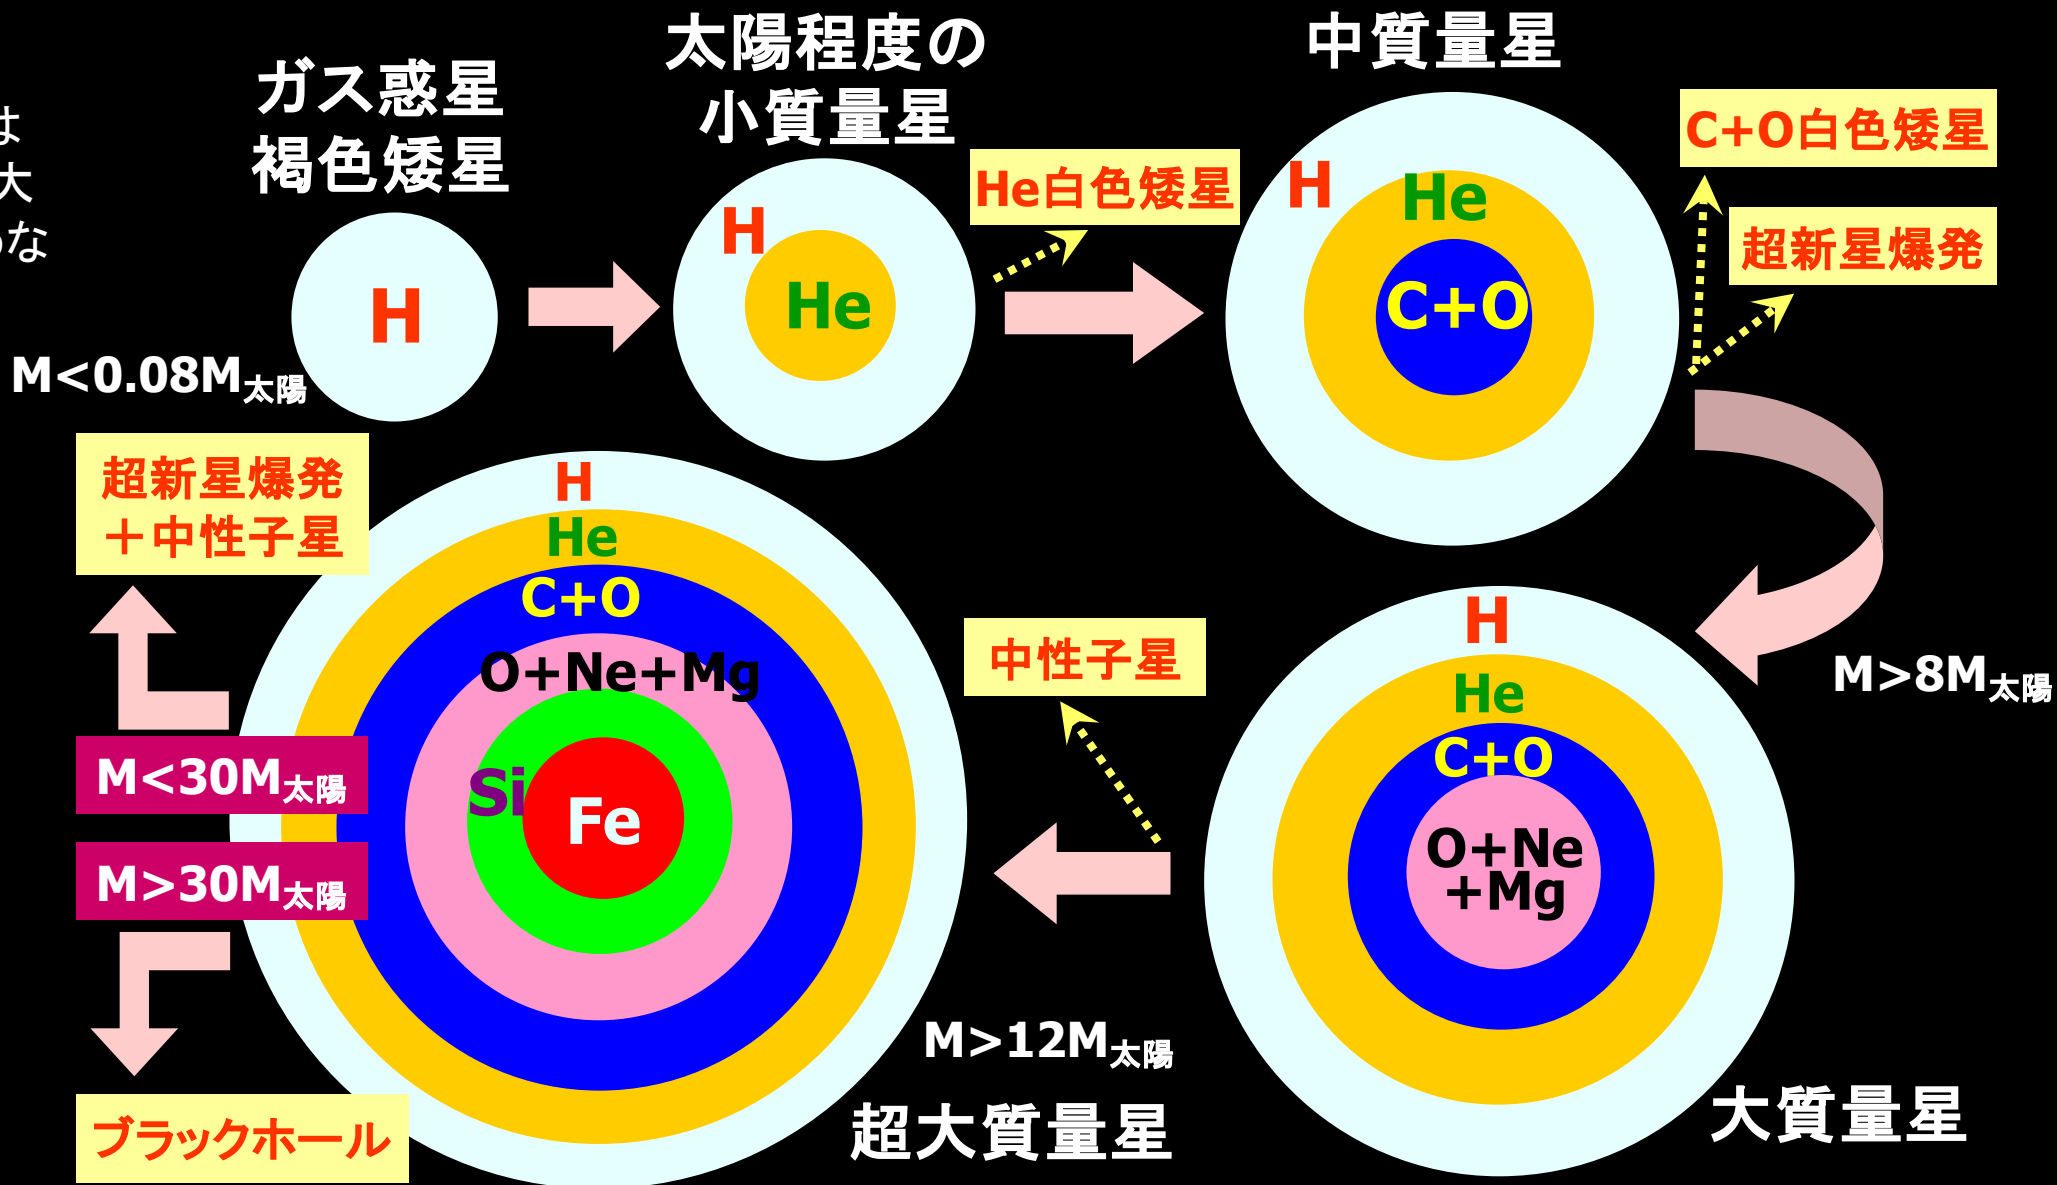 は
大
のな
ガス惑星
褐色矮星
H
M<0.08M太陽
太陽程度の
小質量星
H
He
He白色矮星
中質量星
H
He
C+O
C+O白色矮星
超新星爆発
M>8M太陽
H
He
C+O
O+Ne
+Mg
大質量星
中性子星
M>12M太陽
超大質量星
H
He
C+O
O+Ne+Mg
Si
Fe
超新星爆発
＋中性子星
M<30M太陽
M>30M太陽
ブラックホール